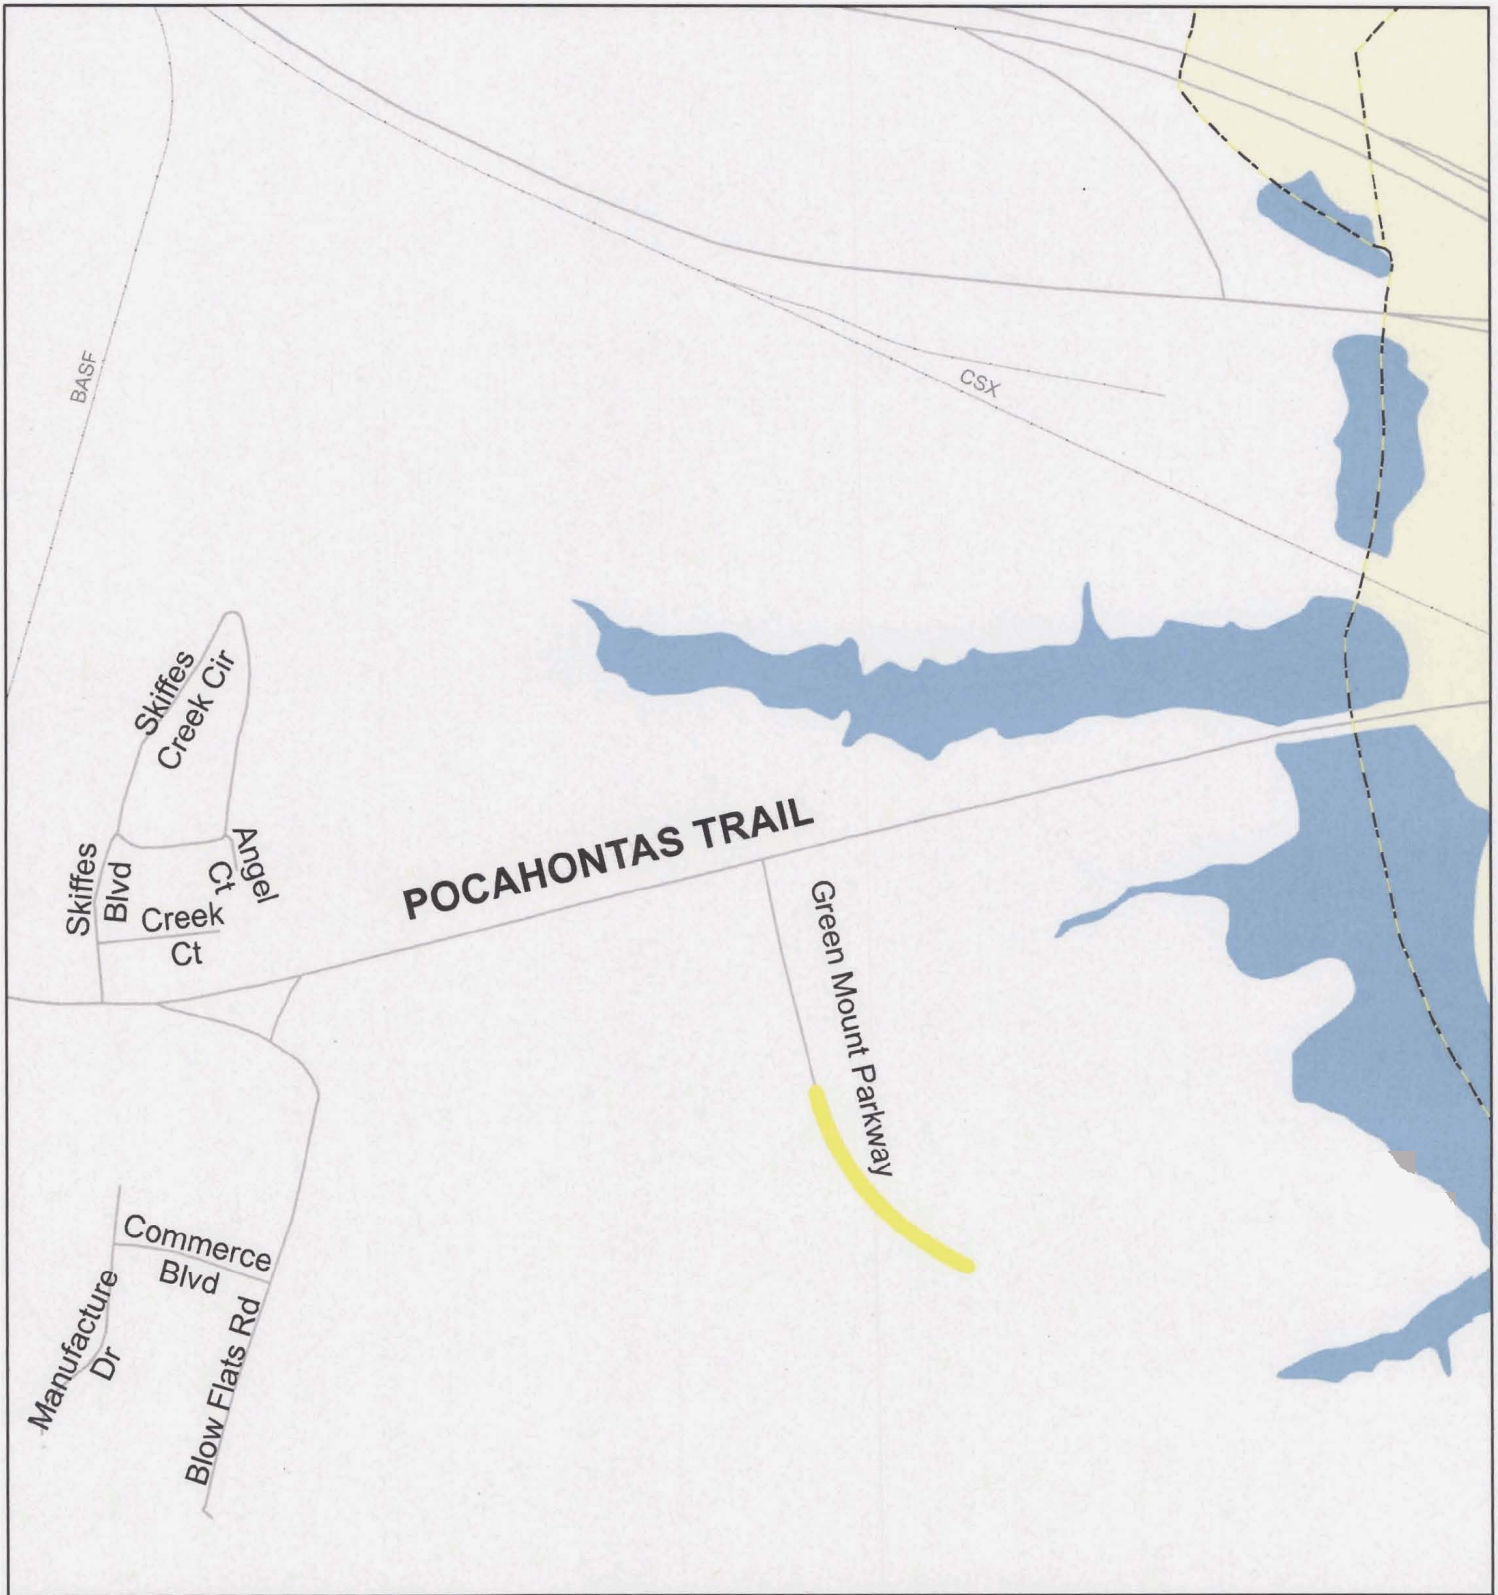 BASF
CSX
Skiffes
Creek Cir
Skiffes
Blvd
Angel
Ct
Creek
Ct
POCAHONTAS TRAIL
Green Mount Parkway
Commerce
Blvd
Manufacture
Dr
Blow Flats Rd